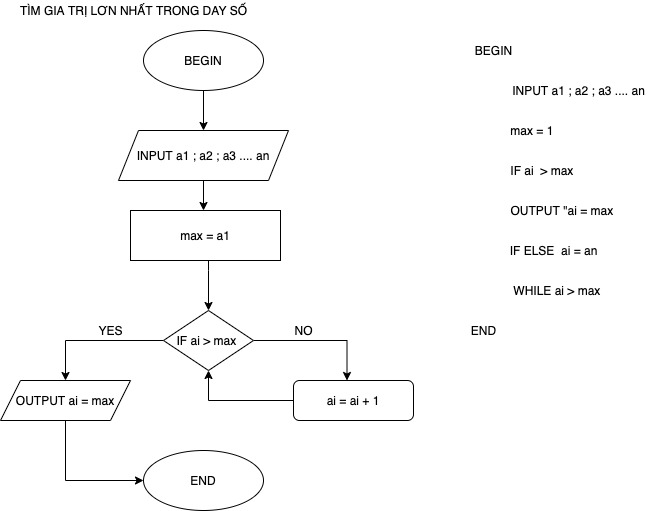 TÌM GIA TRỊ LƠN NHẤT TRONG DAY SỐ
BEGIN
INPUT a1 ; a2 ; a3 .... an
max = a1
IF ai > max
YES
NO
OUTPUT ai = max
ai = ai + 1
END
BEGIN
INPUT a1 ; a2 ; a3 .... an
max = 1
IF ai > max
OUTPUT "ai = max
IF ELSE ai = an
WHILE ai > max
END